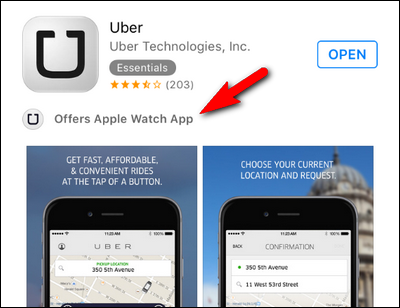 Uber
Uber Technologies, Inc.
Essentials
(203)
OPEN
Offers Apple Watch App
GET FAST, AFFORDABLE,
& CONVENIENT RIDES
AT THE TAP OF A BUTTON.
UBER
PICKUP LOCATION
350 5th Avenue
CHOOSE YOUR CURRENT
LOCATION AND REQUEST.
BACK
CONFIRMATION
350 5th Avenue
11 West 53rd Street